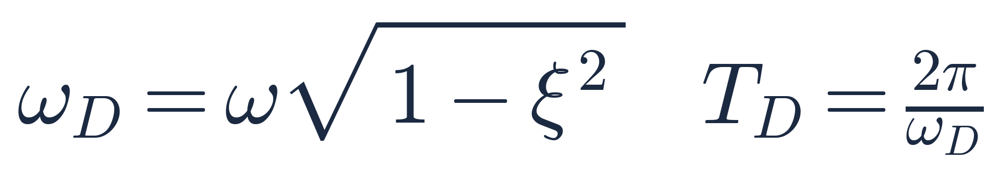 ω_D = ω√(1 − ξ²)   T_D = 2π/ω_D